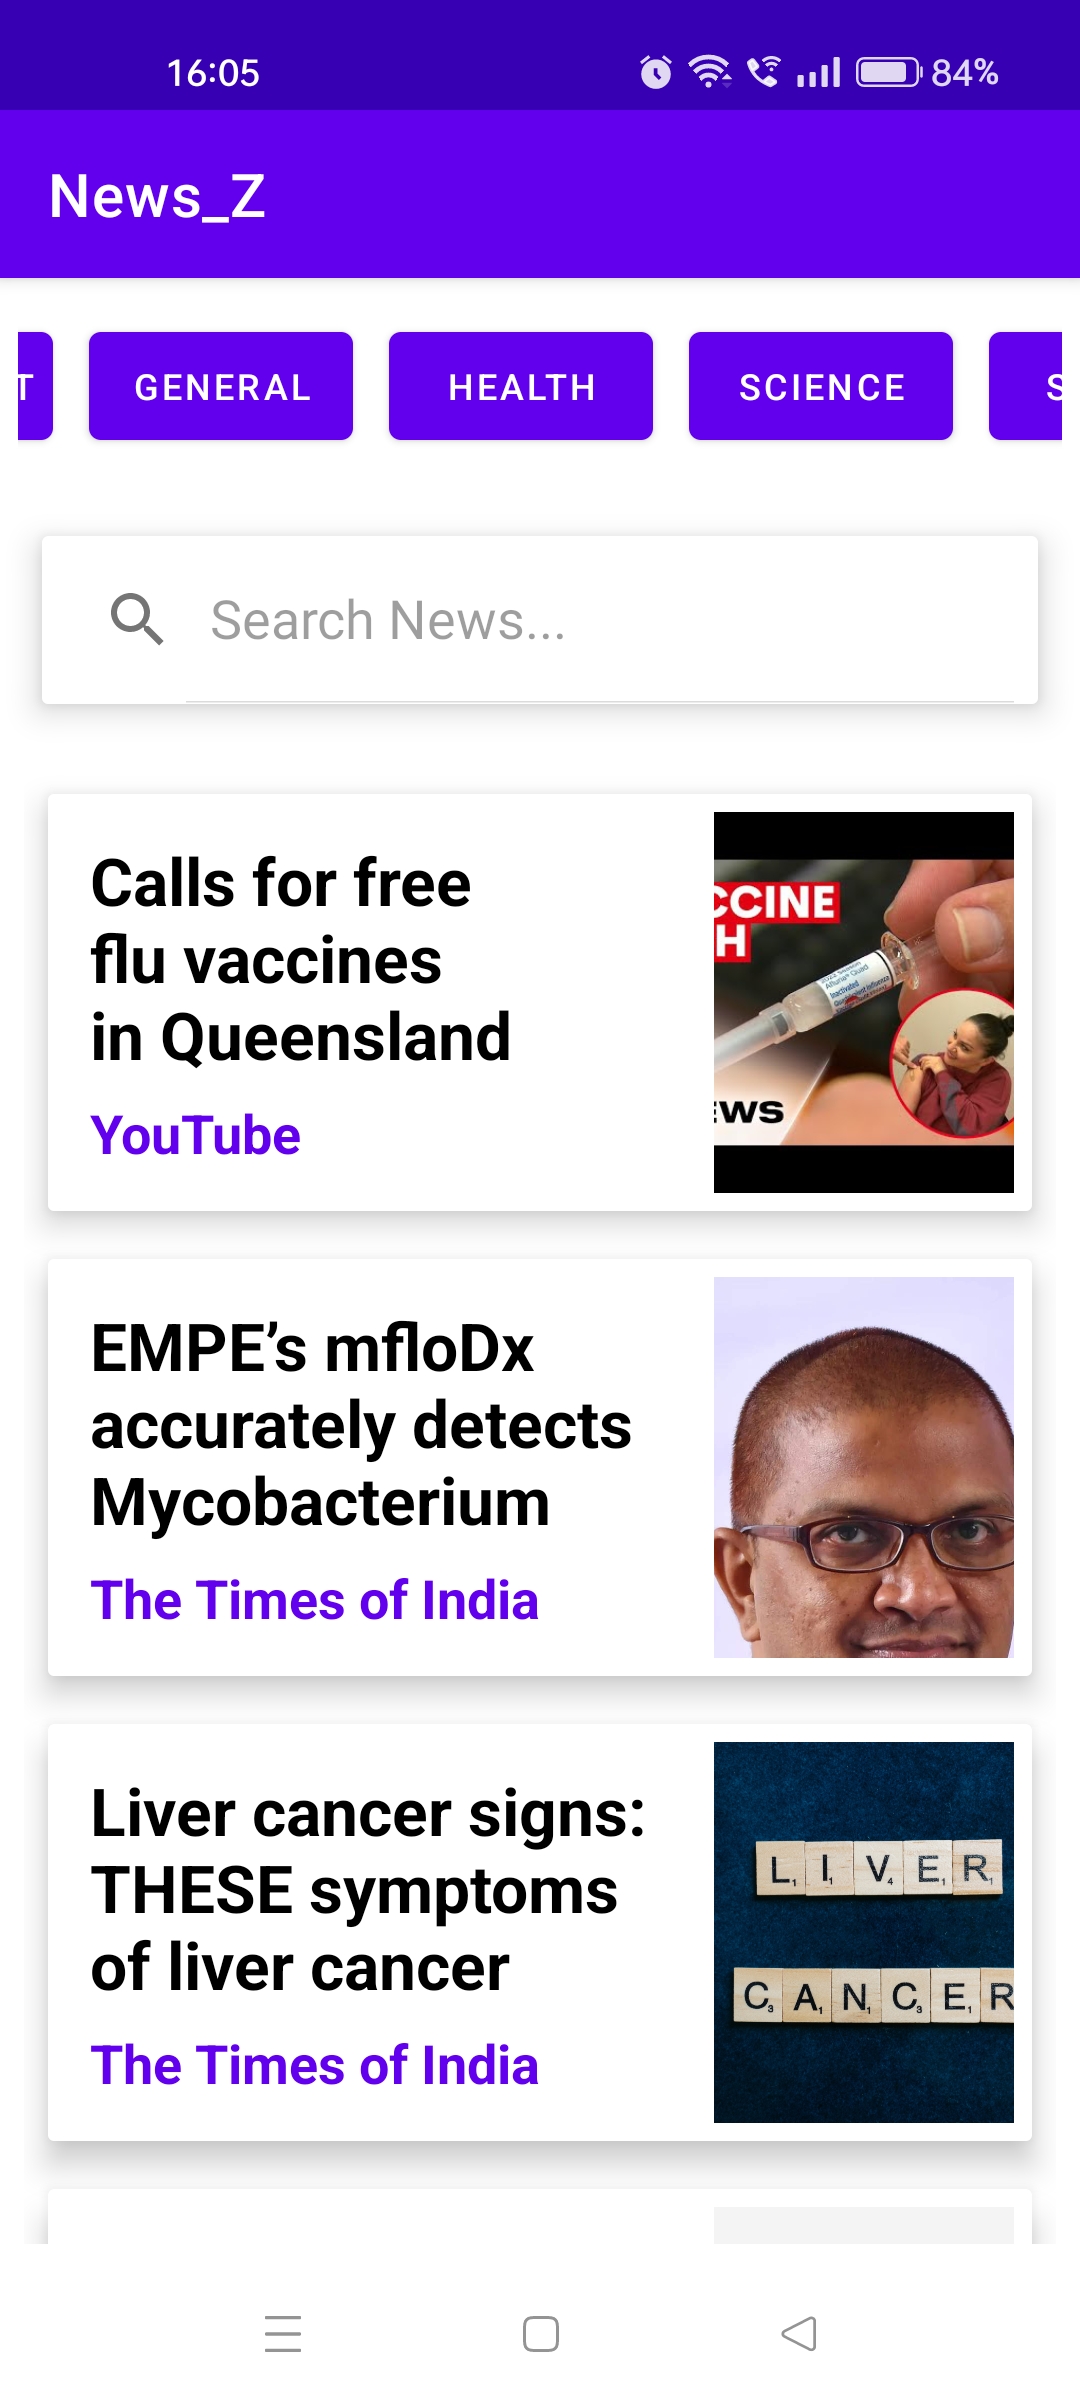 16:05 84%
News_Z
T GENERAL HEALTH SCIENCE S
Search News...
Calls for free
flu vaccines
in Queensland
YouTube
CCINE
H
EWS
EMPE’s mfloDx
accurately detects
Mycobacterium
The Times of India
Liver cancer signs:
THESE symptoms
of liver cancer
The Times of India
LIVER
CANCER